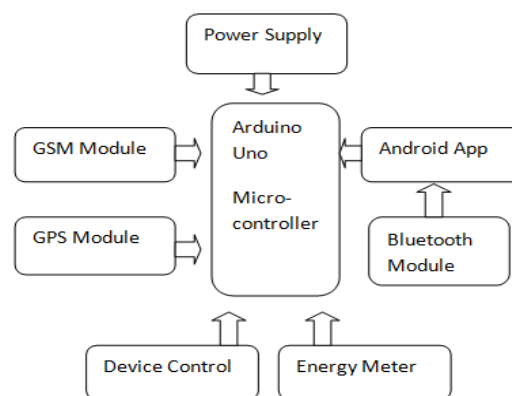 Power Supply
Arduino
Uno
Micro-
controller
GSM Module
Android App
GPS Module
Bluetooth
Module
Device Control
Energy Meter